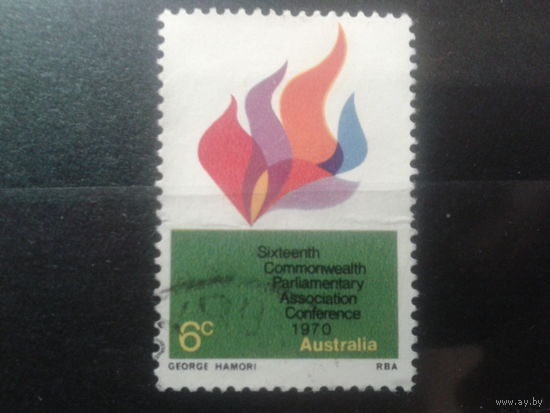 Sixteenth
Commonwealth
Parliamentary
Association
Conference
1970
6c Australia
GEORGE HAMORI RBA
www.ay.by